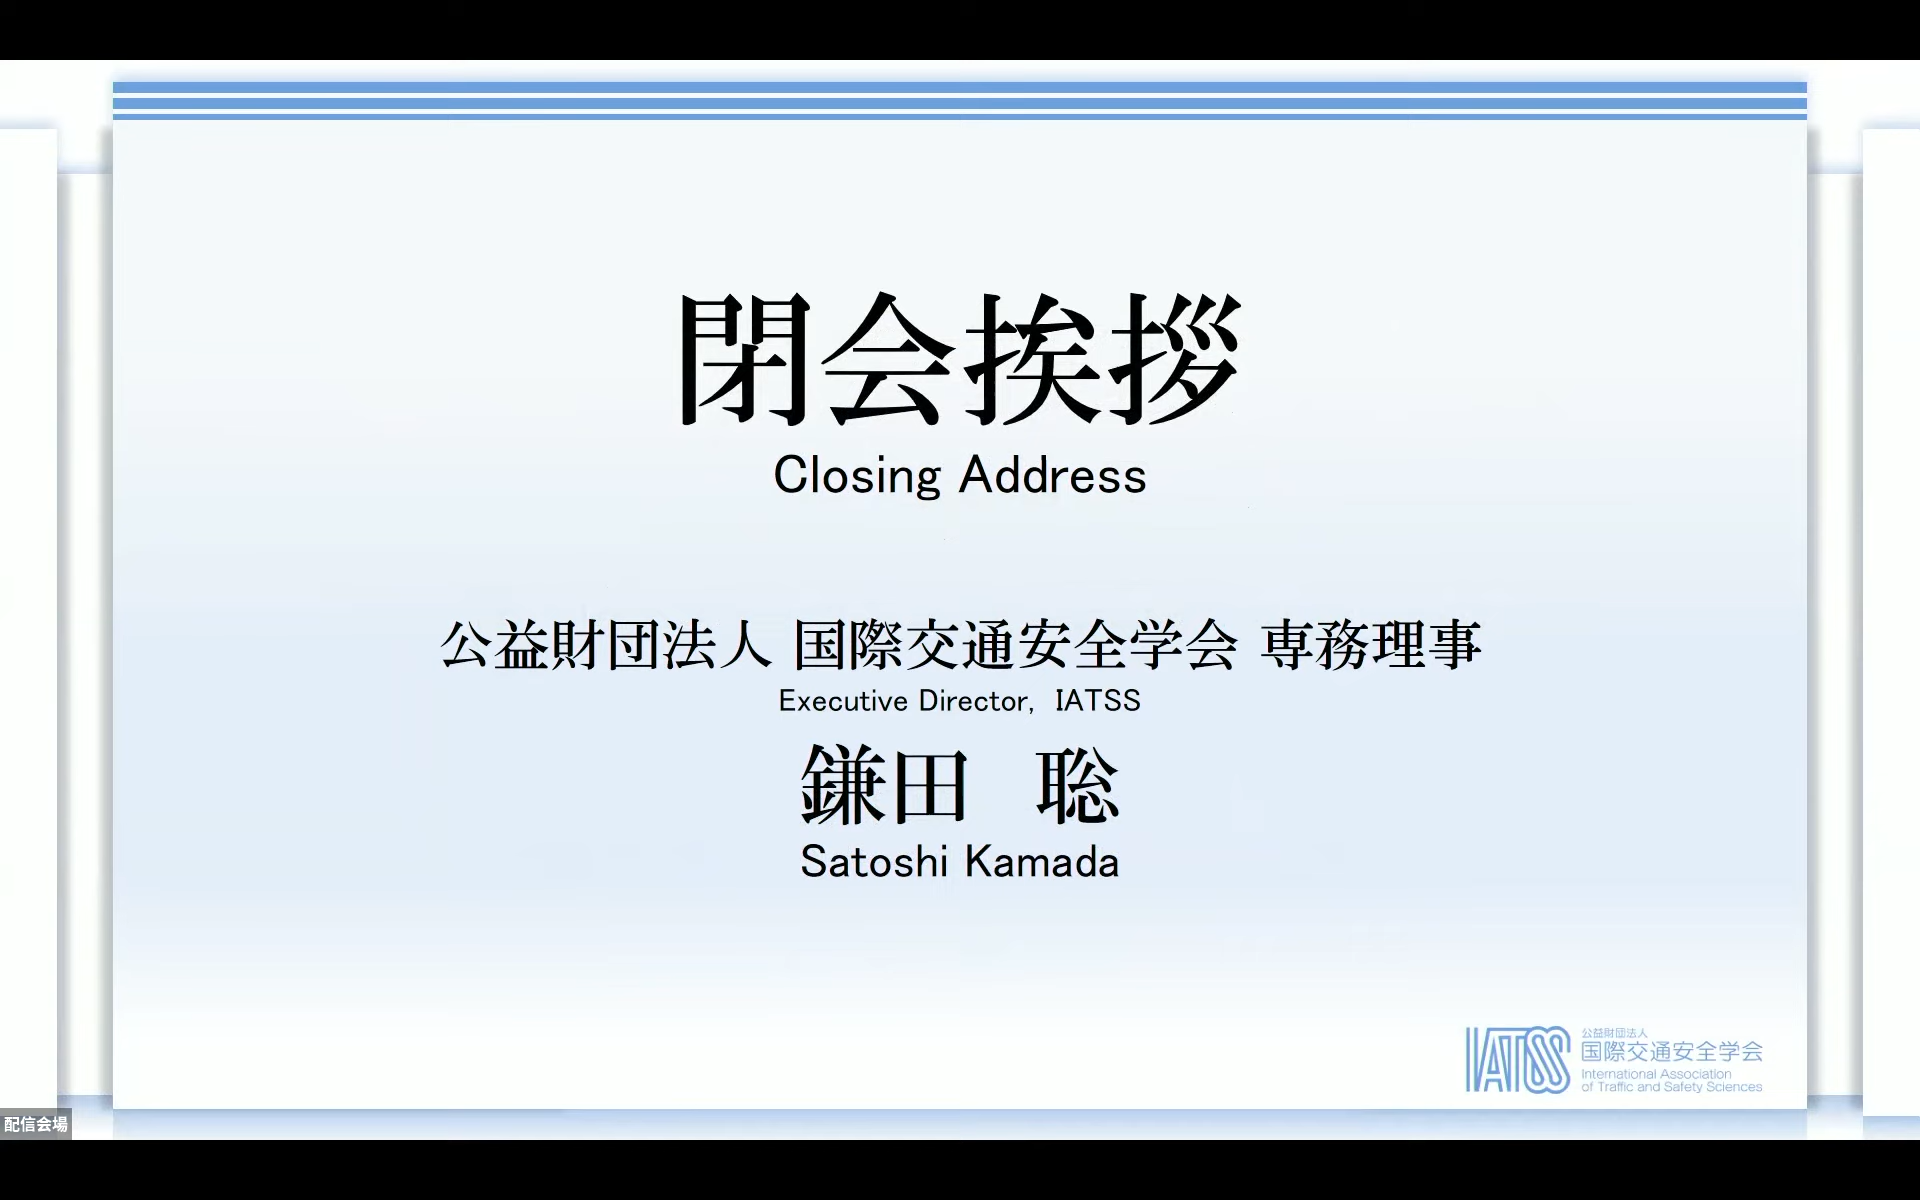 閉会挨拶
Closing Address
公益財団法人 国際交通安全学会 専務理事
Executive Director, IATSS
鎌田 聡
Satoshi Kamada
IATSS
公益財団法人
国際交通安全学会
International Association
of Traffic and Safety Sciences
配信会場